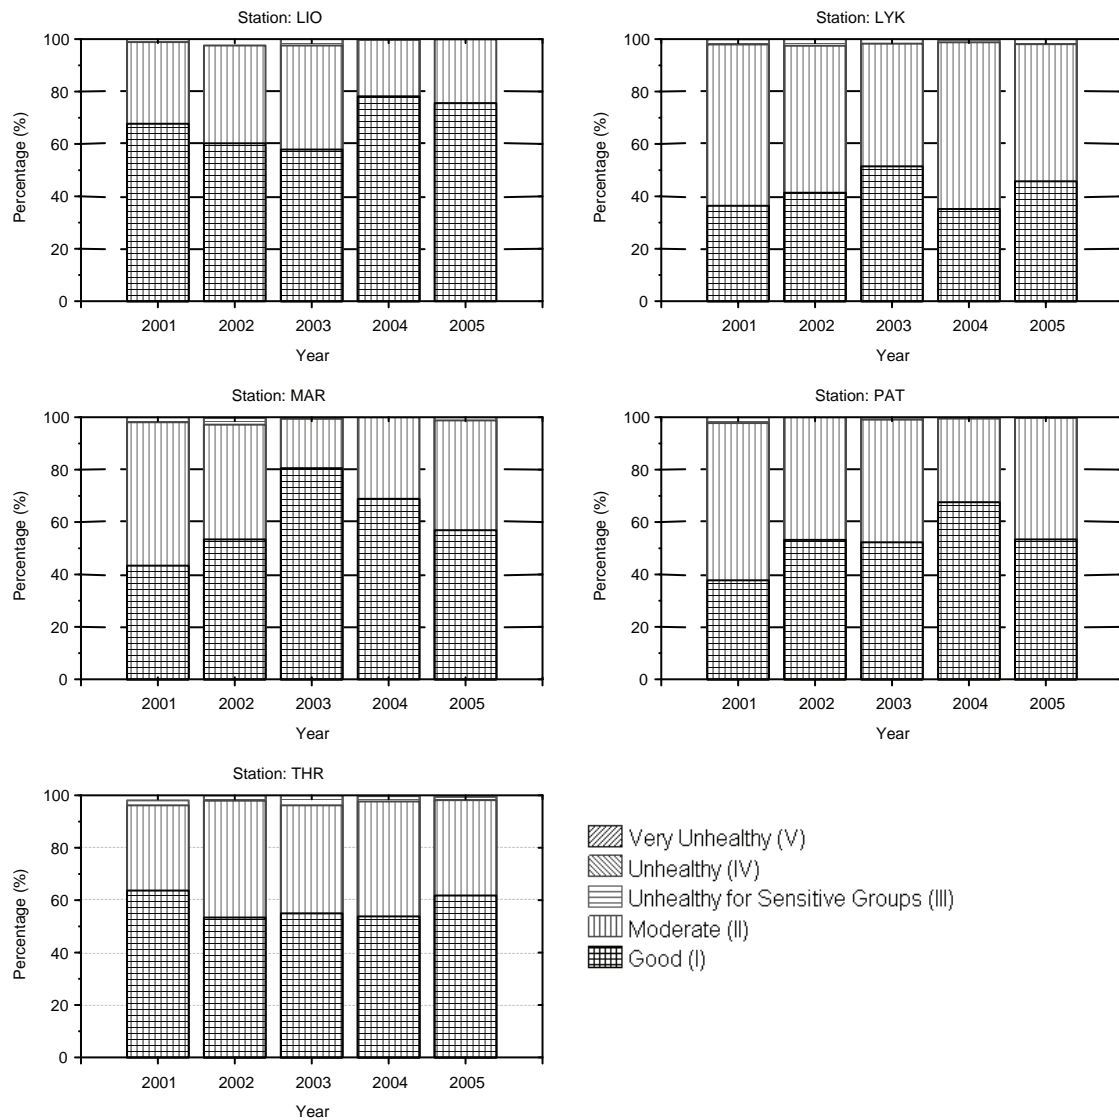 Station: LIO
Percentage (%)
100
80
60
40
20
0
2001 2002 2003 2004 2005
Year
Station: LYK
Percentage (%)
100
80
60
40
20
0
2001 2002 2003 2004 2005
Year
Station: MAR
Percentage (%)
100
80
60
40
20
0
2001 2002 2003 2004 2005
Year
Station: PAT
Percentage (%)
100
80
60
40
20
0
2001 2002 2003 2004 2005
Year
Station: THR
Percentage (%)
100
80
60
40
20
0
2001 2002 2003 2004 2005
Year
Very Unhealthy (V)
Unhealthy (IV)
Unhealthy for Sensitive Groups (III)
Moderate (II)
Good (I)